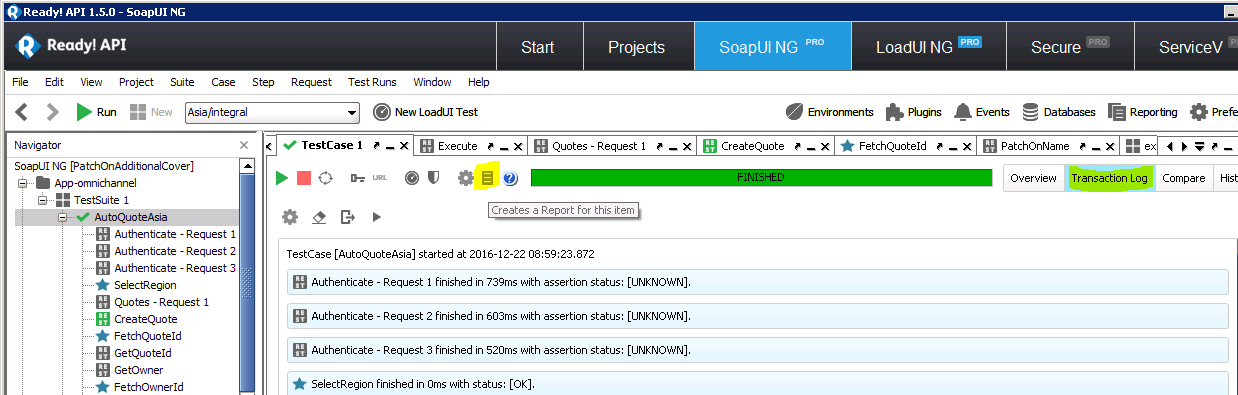 Ready! API 1.5.0 - SoapUI NG
Ready! API
Start
Projects
SoapUI NG PRO
LoadUI NG PRO
Secure PRO
ServiceV
File Edit View Project Suite Case Step Request Test Runs Window Help
Run New Asia/integral New LoadUI Test Environments Plugins Events Databases Reporting Prefe
Navigator
TestCase 1 Execute Quotes - Request 1 CreateQuote FetchQuoteId PatchOnName ex
SoapUI NG [PatchOnAdditionalCover]
App-omnichannel
TestSuite 1
AutoQuoteAsia
Authenticate - Request 1
Authenticate - Request 2
Authenticate - Request 3
SelectRegion
Quotes - Request 1
CreateQuote
FetchQuoteId
GetQuoteId
GetOwner
FetchOwnerId
URL FINISHED Overview Transaction Log Compare Hist
Creates a Report for this item
TestCase [AutoQuoteAsia] started at 2016-12-22 08:59:23.872
Authenticate - Request 1 finished in 739ms with assertion status: [UNKNOWN].
Authenticate - Request 2 finished in 603ms with assertion status: [UNKNOWN].
Authenticate - Request 3 finished in 520ms with assertion status: [UNKNOWN].
SelectRegion finished in 0ms with status: [OK].